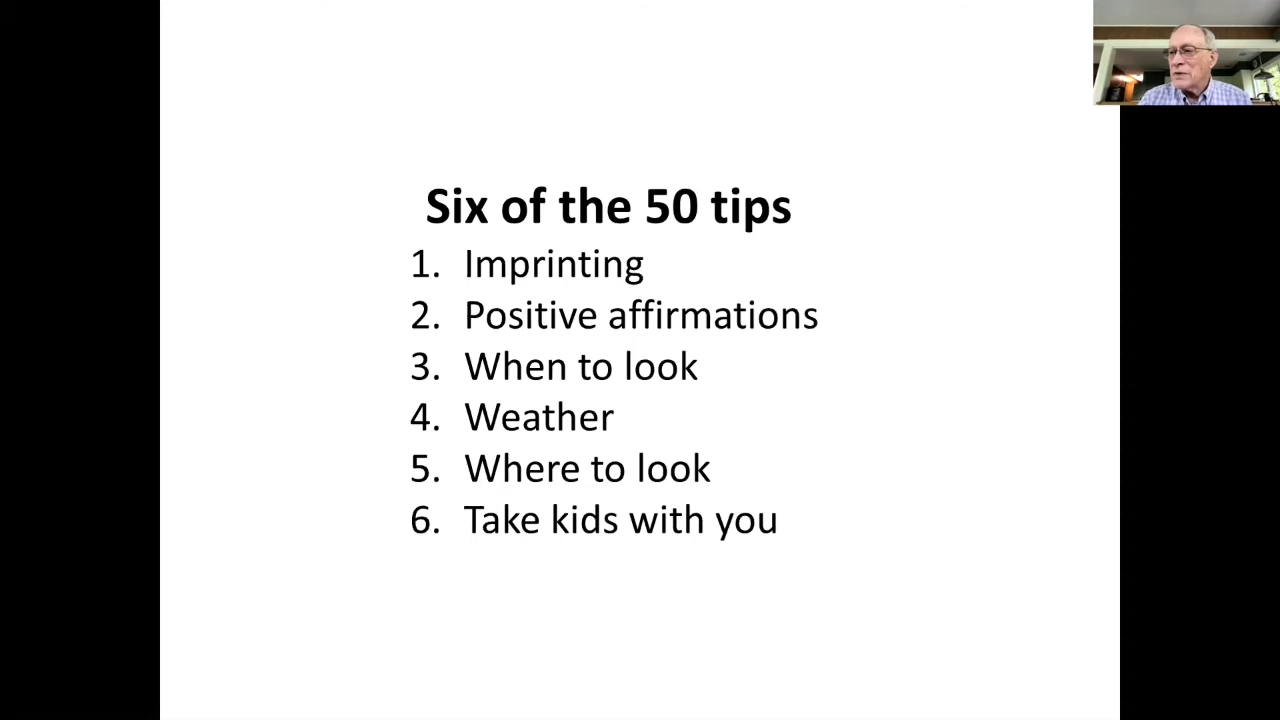 Six of the 50 tips
1. Imprinting
2. Positive affirmations
3. When to look
4. Weather
5. Where to look
6. Take kids with you